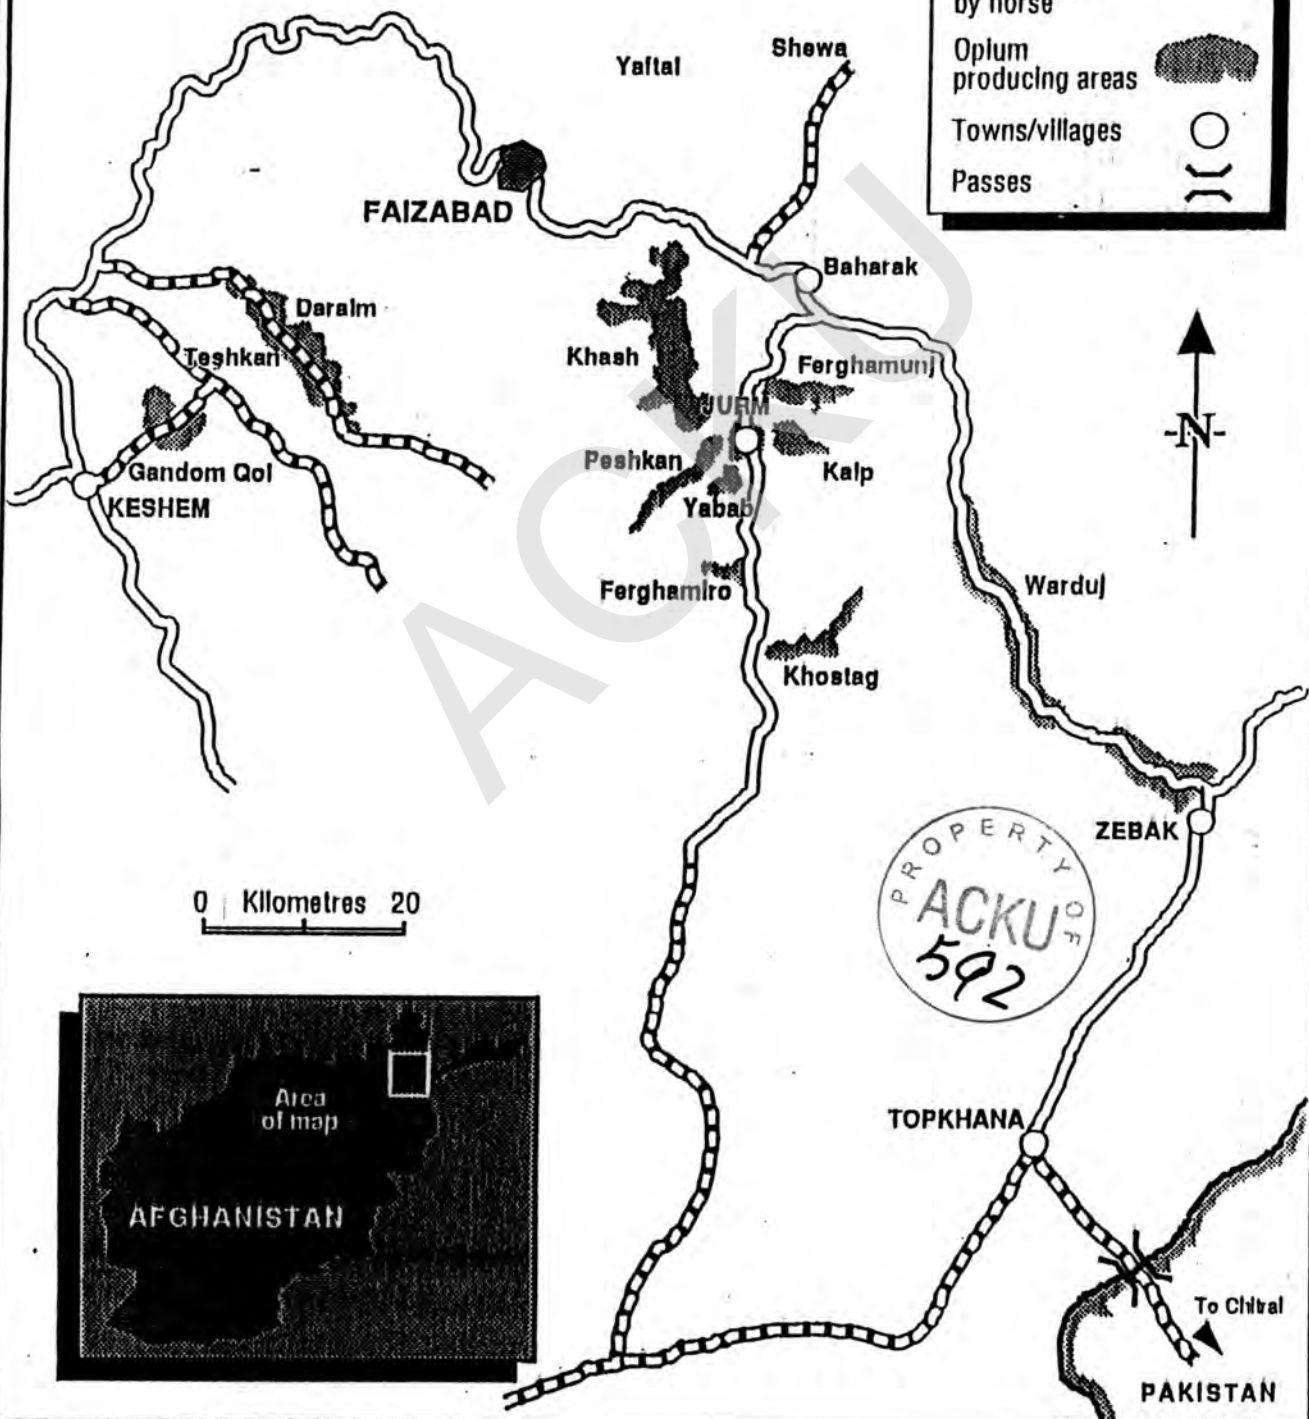 by horse
Opium
producing areas
Towns/villages
Passes
Yaftal
Shewa
FAIZABAD
Baharak
Daraim
Khash
Teshkan
Ferghamunj
JURM
N
Peshkan
Kalp
Gandom Qol
Yabab
KESHEM
Ferghamiro
Warduj
Khostag
ZEBAK
0 Kilometres 20
PROPERTY OF
ACKU
592
Area
of map
AFGHANISTAN
TOPKHANA
To Chitral
PAKISTAN
ACKU